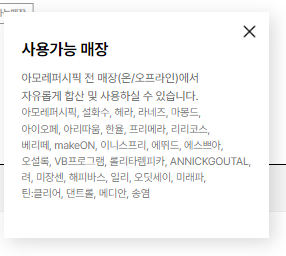 사용가능 매장
아모레퍼시픽 전 매장(온/오프라인)에서
자유롭게 합산 및 사용하실 수 있습니다.
아모레퍼시픽, 설화수, 헤라, 라네즈, 마몽드,
아이오페, 아리따움, 한율, 프리메라, 리리코스,
베리떼, makeON, 이니스프리, 에뛰드, 에스쁘아,
오설록, VB프로그램, 롤리타렘피카, ANNICKGOUTAL,
려, 미장센, 해피바스, 일리, 오딧세이, 미래파,
틴:클리어, 댄트롤, 메디안, 송염